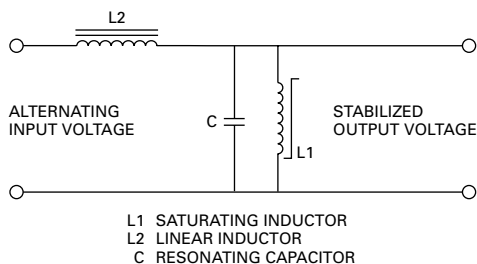 L2
ALTERNATING
INPUT VOLTAGE
C
L1
STABILIZED
OUTPUT VOLTAGE
L1 SATURATING INDUCTOR
L2 LINEAR INDUCTOR
C RESONATING CAPACITOR